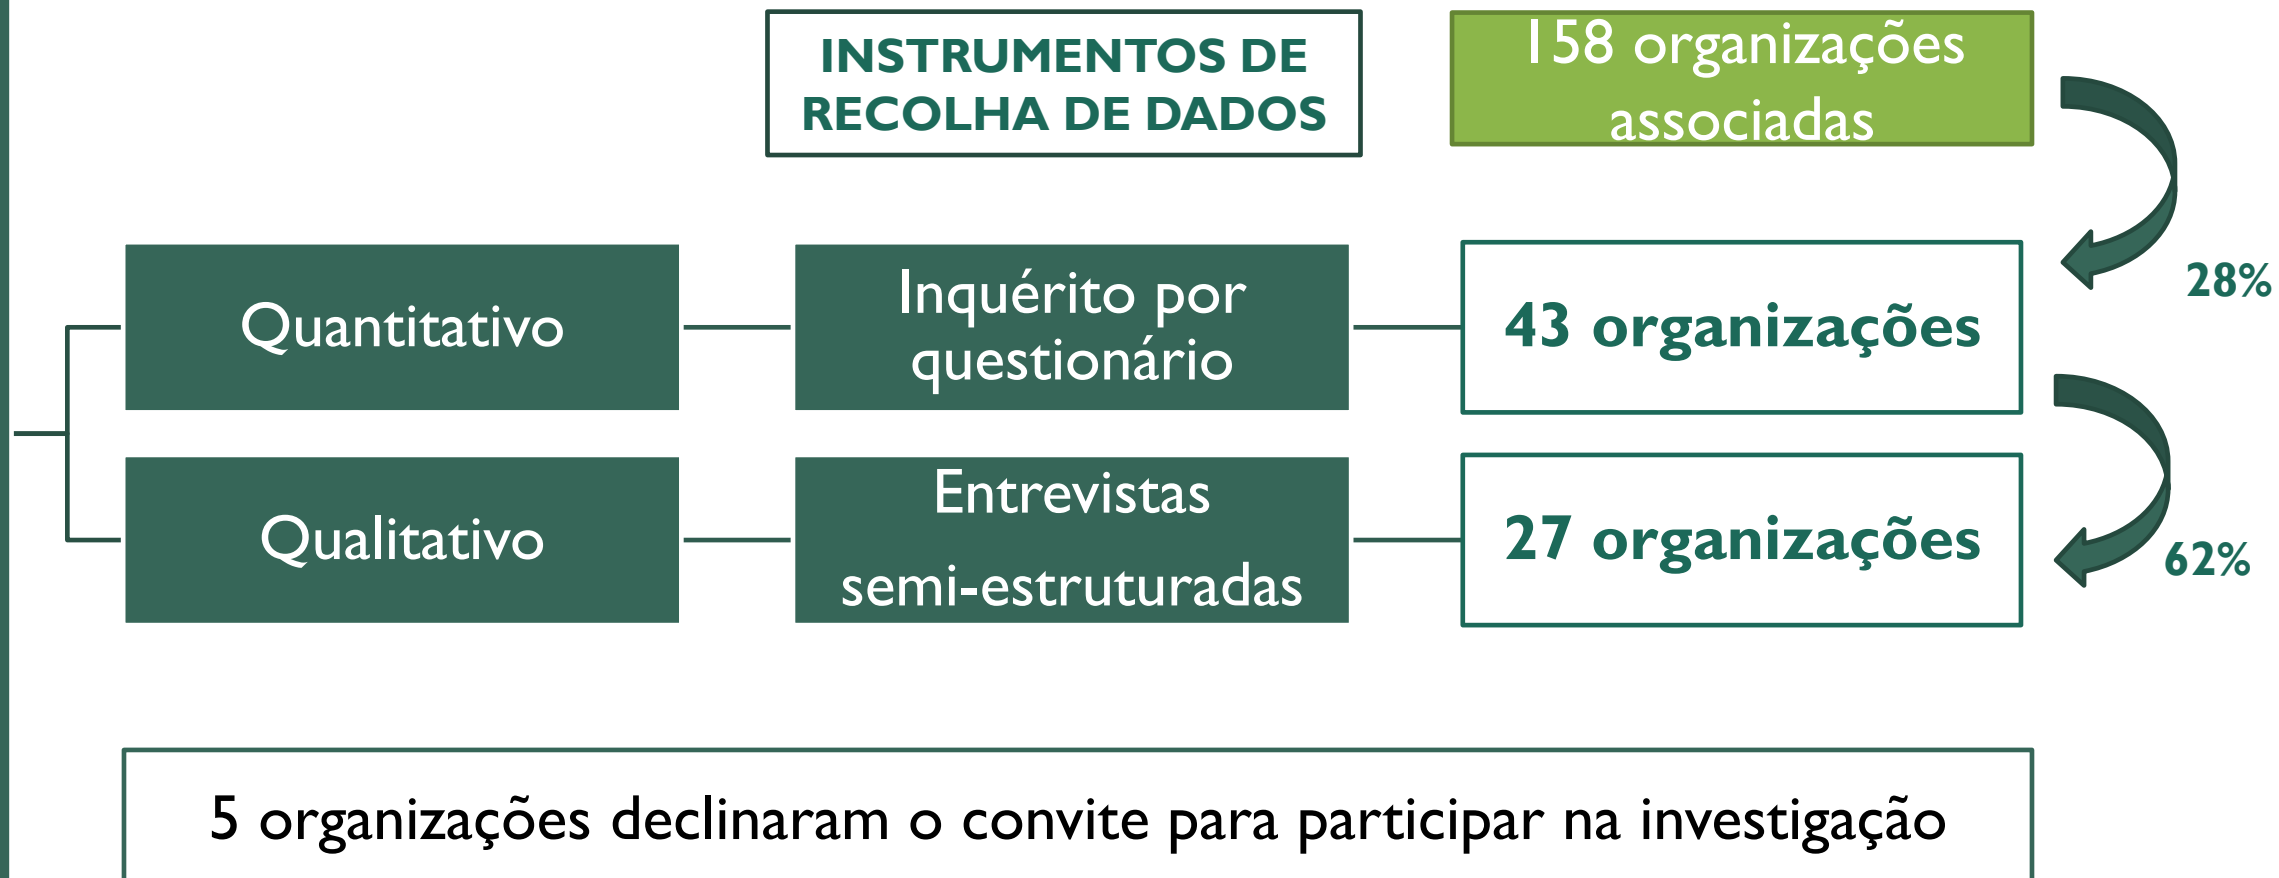 INSTRUMENTOS DE
RECOLHA DE DADOS
158 organizações
associadas
28%
Quantitativo
Inquérito por
questionário
43 organizações
Qualitativo
Entrevistas
semi-estruturadas
27 organizações
62%
5 organizações declinaram o convite para participar na investigação